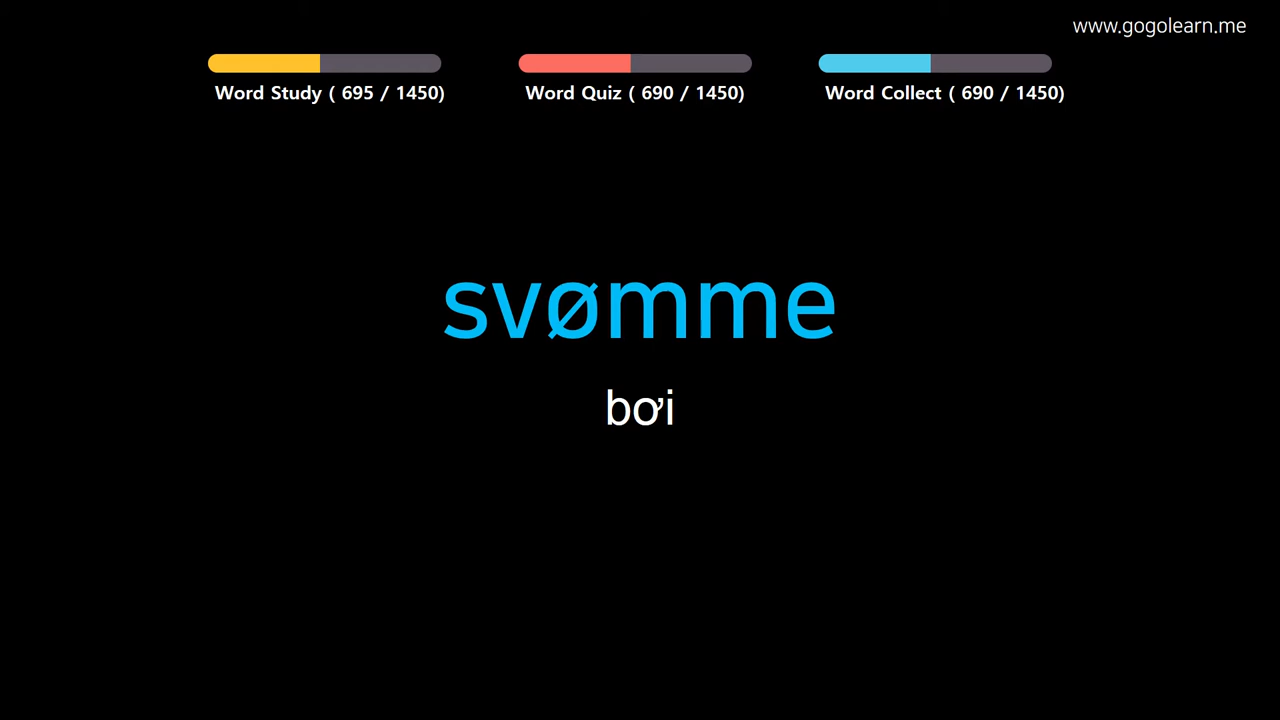 www.gogolearn.me
Word Study ( 695 / 1450)
Word Quiz ( 690 / 1450)
Word Collect ( 690 / 1450)
svømme
bơi